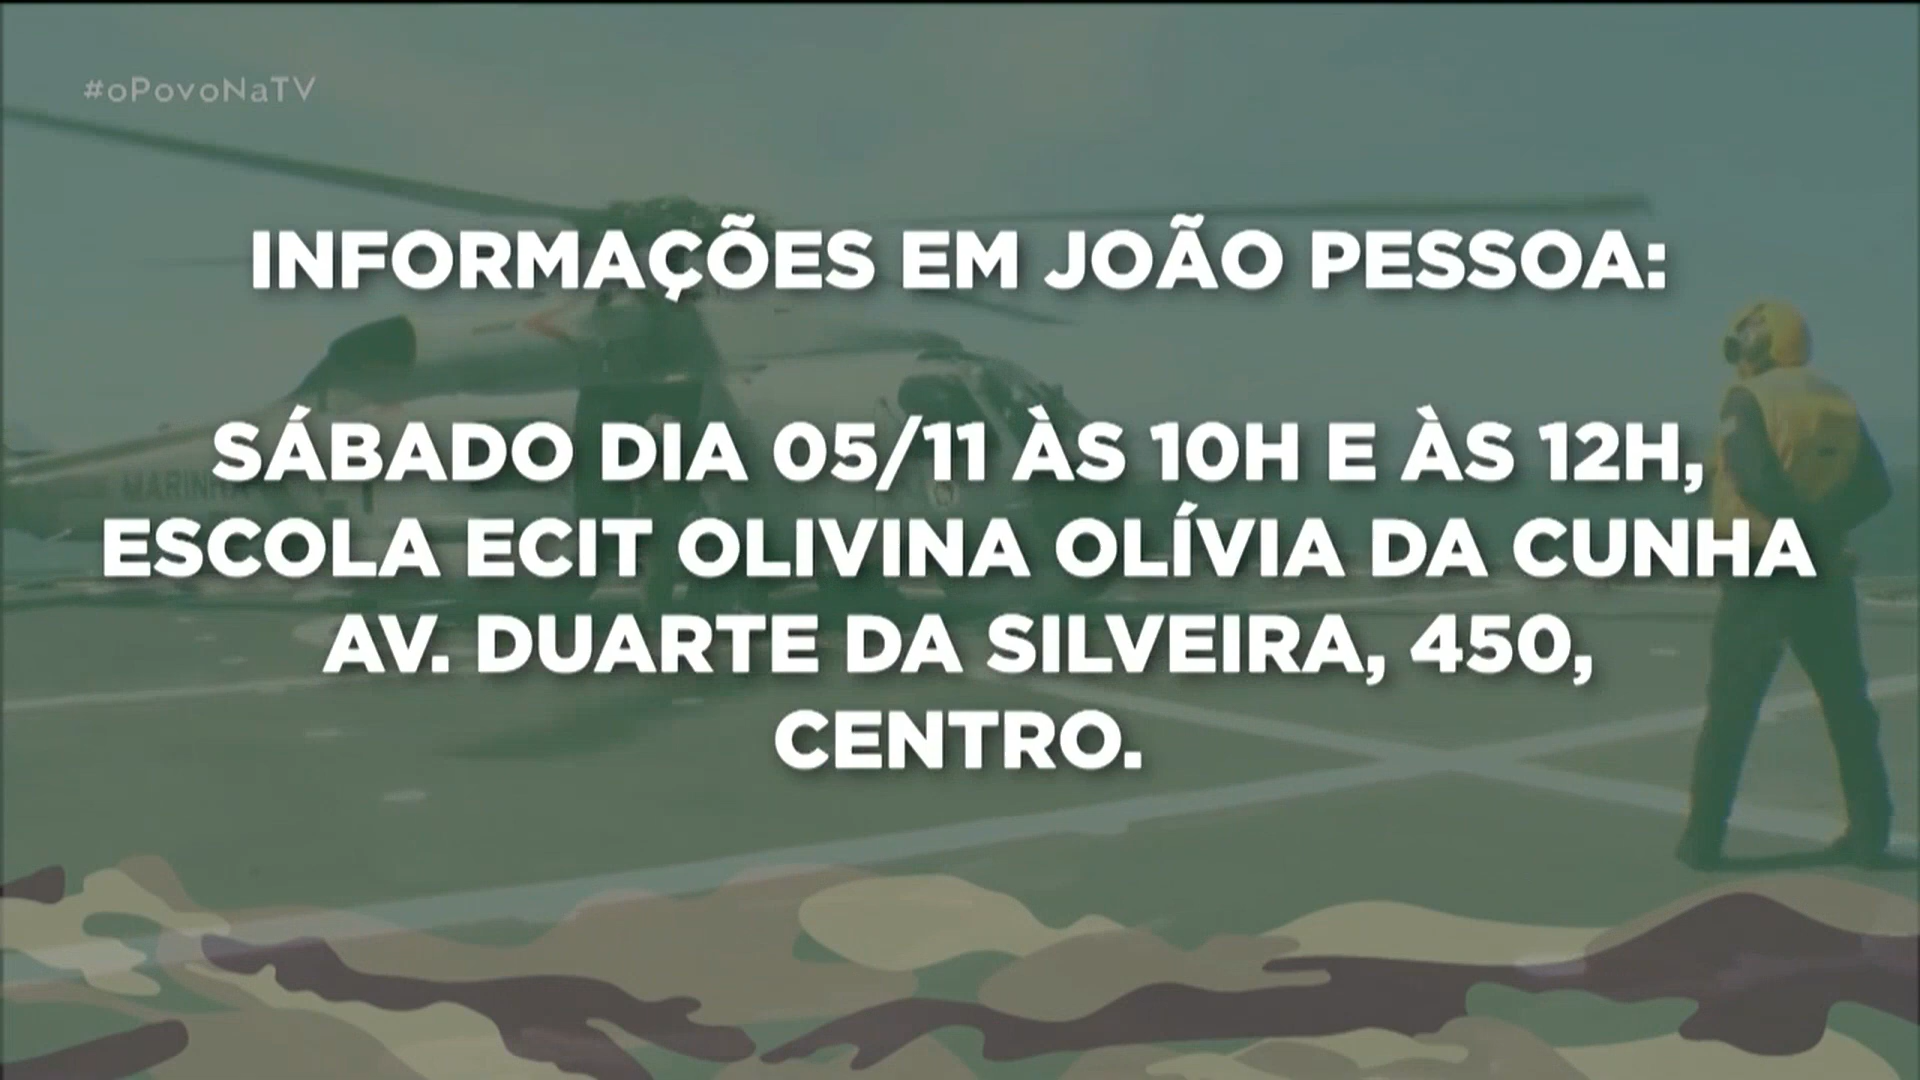 #oPovoNaTV
INFORMAÇÕES EM JOÃO PESSOA:
SÁBADO DIA 05/11 ÀS 10H E ÀS 12H,
ESCOLA ECIT OLIVINA OLÍVIA DA CUNHA
AV. DUARTE DA SILVEIRA, 450,
CENTRO.
MARINHA